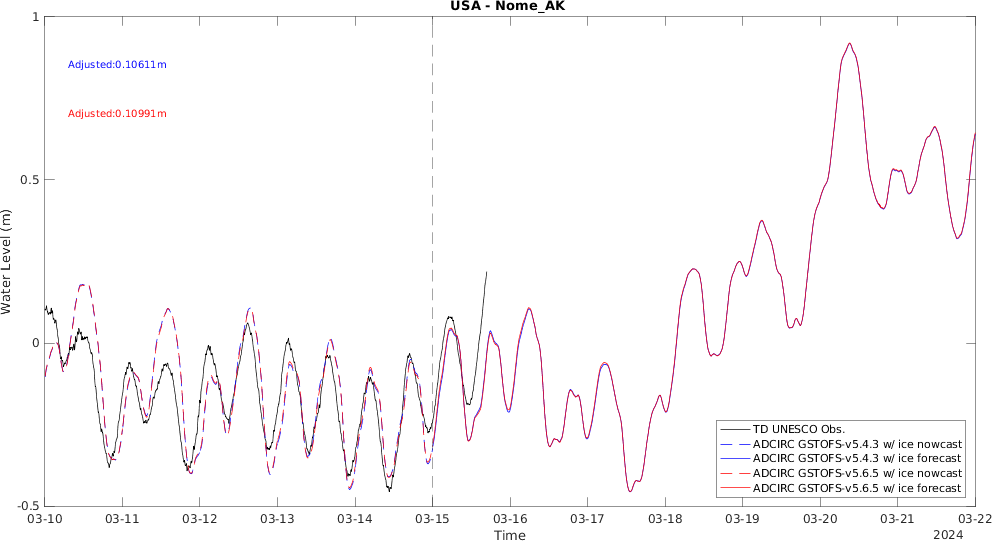 USA - Nome_AK
1
Adjusted:0.10611m
Adjusted:0.10991m
0.5
Water Level (m)
0
-0.5
TD UNESCO Obs.
ADCIRC GSTOFS-v5.4.3 w/ ice nowcast
ADCIRC GSTOFS-v5.4.3 w/ ice forecast
ADCIRC GSTOFS-v5.6.5 w/ ice nowcast
ADCIRC GSTOFS-v5.6.5 w/ ice forecast
03-10 03-11 03-12 03-13 03-14 03-15 03-16 03-17 03-18 03-19 03-20 03-21 03-22
Time
2024